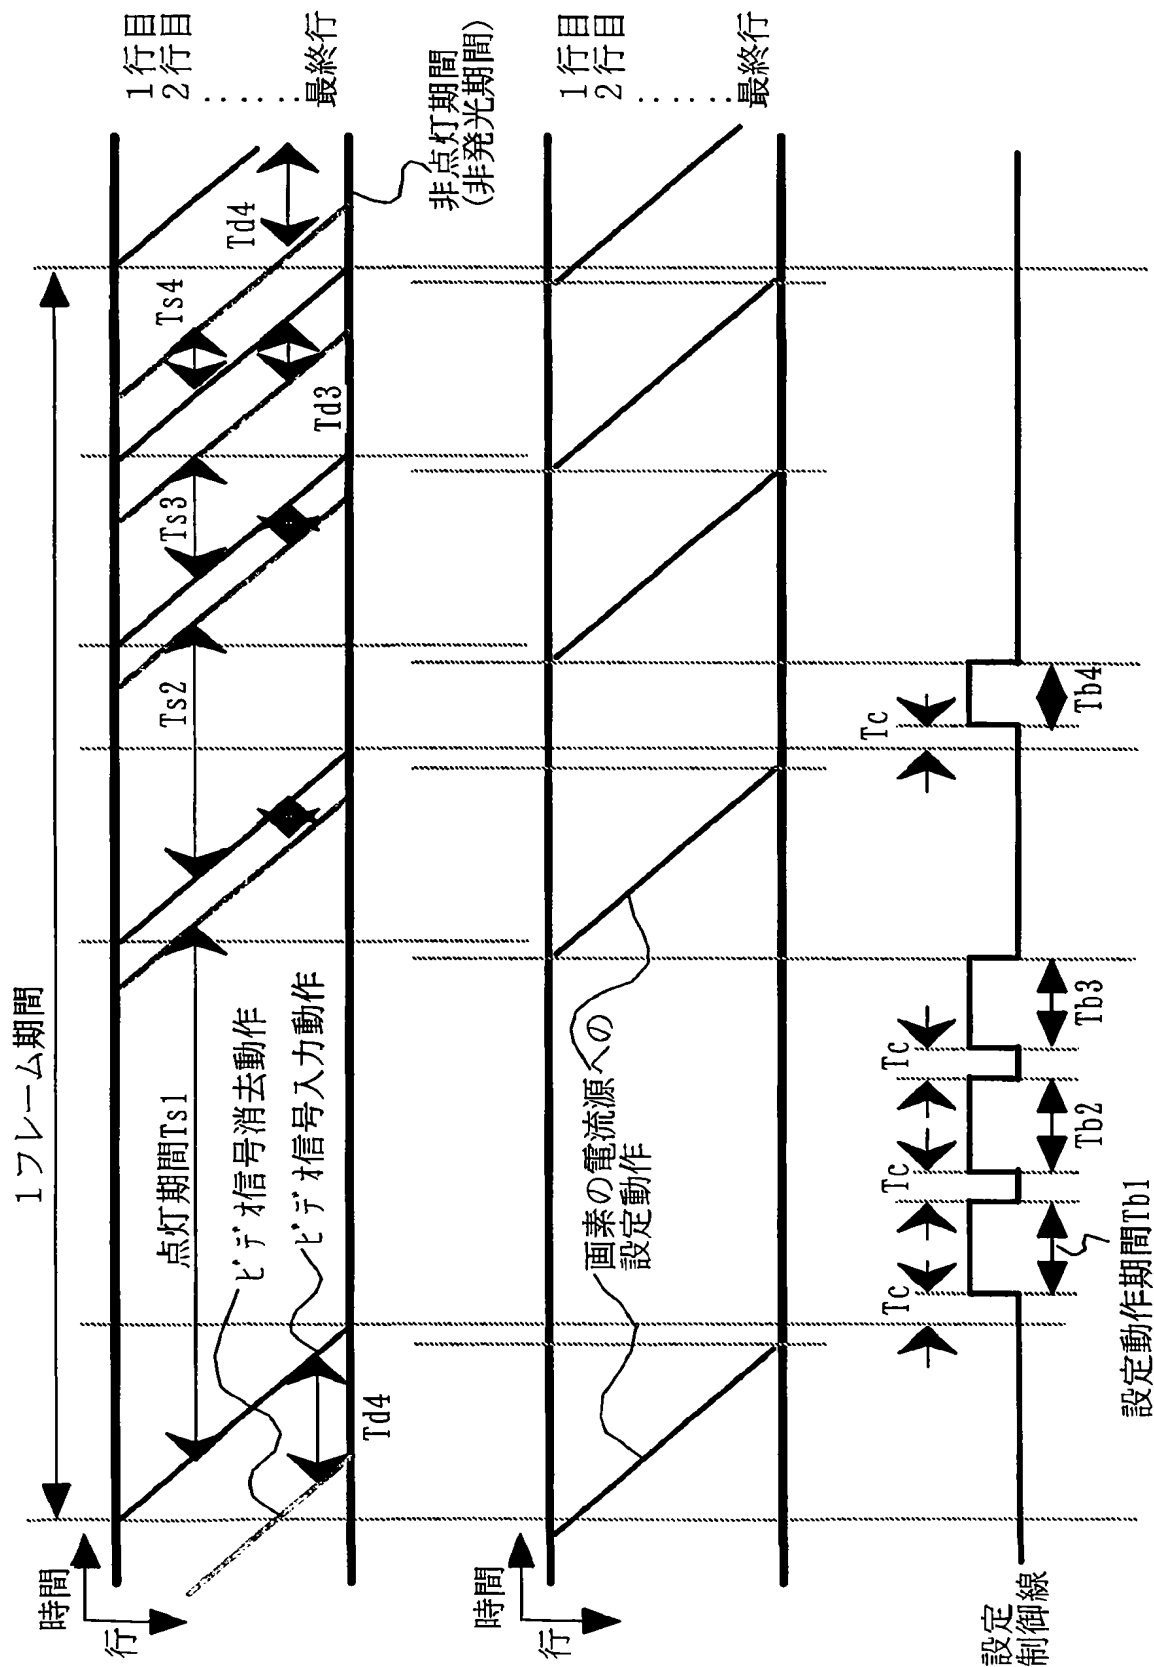 1フレーム期間
時間
行
1行目
2行目
......
最終行
点灯期間Ts1
Ts2
Ts3
Ts4
Td4
Td3
Td4
ビデオ信号消去動作
ビデオ信号入力動作
非点灯期間
(非発光期間)
時間
行
1行目
2行目
......
最終行
画素の電流源への
設定動作
設定
制御線
Tc
Tc
Tc
Tc
設定動作期間Tb1
Tb2
Tb3
Tb4